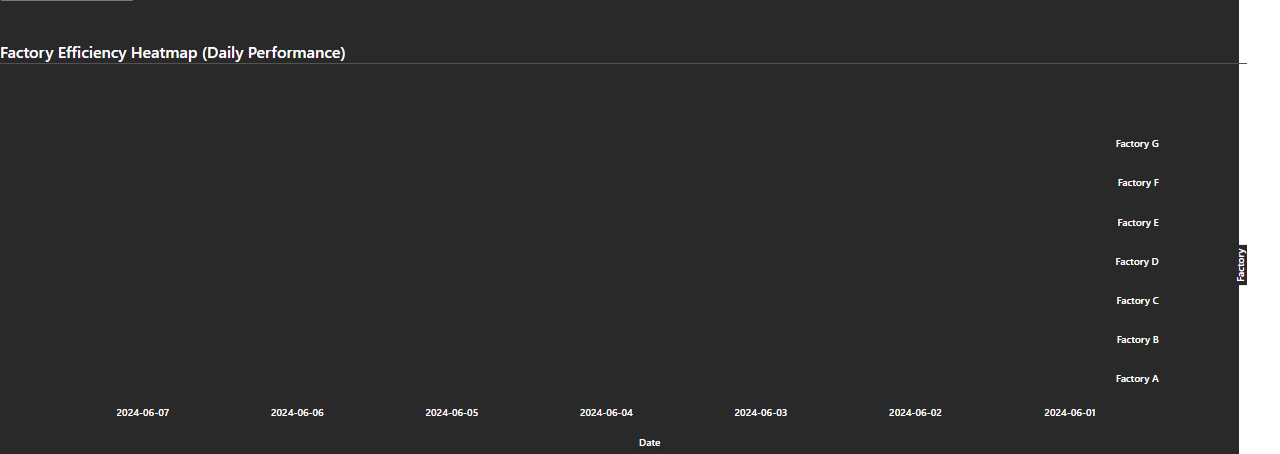 Factory Efficiency Heatmap (Daily Performance)
Factory G
Factory F
Factory E
Factory D
Factory
Factory C
Factory B
Factory A
2024-06-07 2024-06-06 2024-06-05 2024-06-04 2024-06-03 2024-06-02 2024-06-01
Date